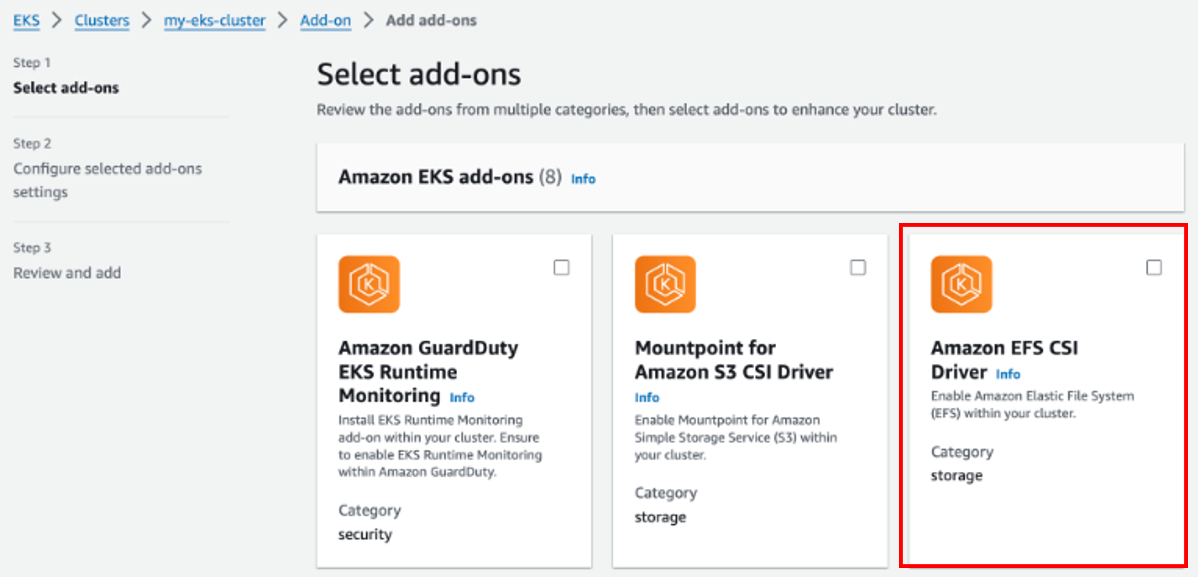 EKS > Clusters > my-eks-cluster > Add-on > Add add-ons
Step 1
Select add-ons
Step 2
Configure selected add-ons
settings
Step 3
Review and add
Select add-ons
Review the add-ons from multiple categories, then select add-ons to enhance your cluster.
Amazon EKS add-ons (8) Info
K
Amazon GuardDuty
EKS Runtime
Monitoring Info
Install EKS Runtime Monitoring
add-on within your cluster. Ensure
to enable EKS Runtime Monitoring
within Amazon GuardDuty.
Category
security
K
Mountpoint for
Amazon S3 CSI Driver
Info
Enable Mountpoint for Amazon
Simple Storage Service (S3) within
your cluster.
Category
storage
K
Amazon EFS CSI
Driver Info
Enable Amazon Elastic File System
(EFS) within your cluster.
Category
storage